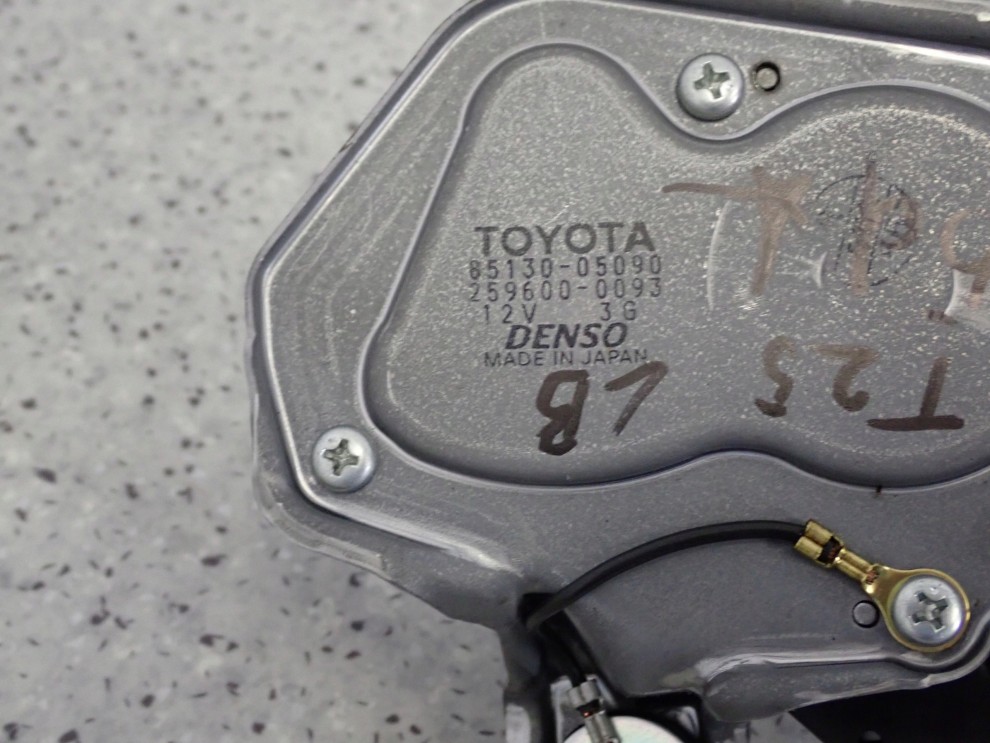 TOYOTA
85130-05090
259600-0093
12V 3G
DENSO
MADE IN JAPAN
LB
T25